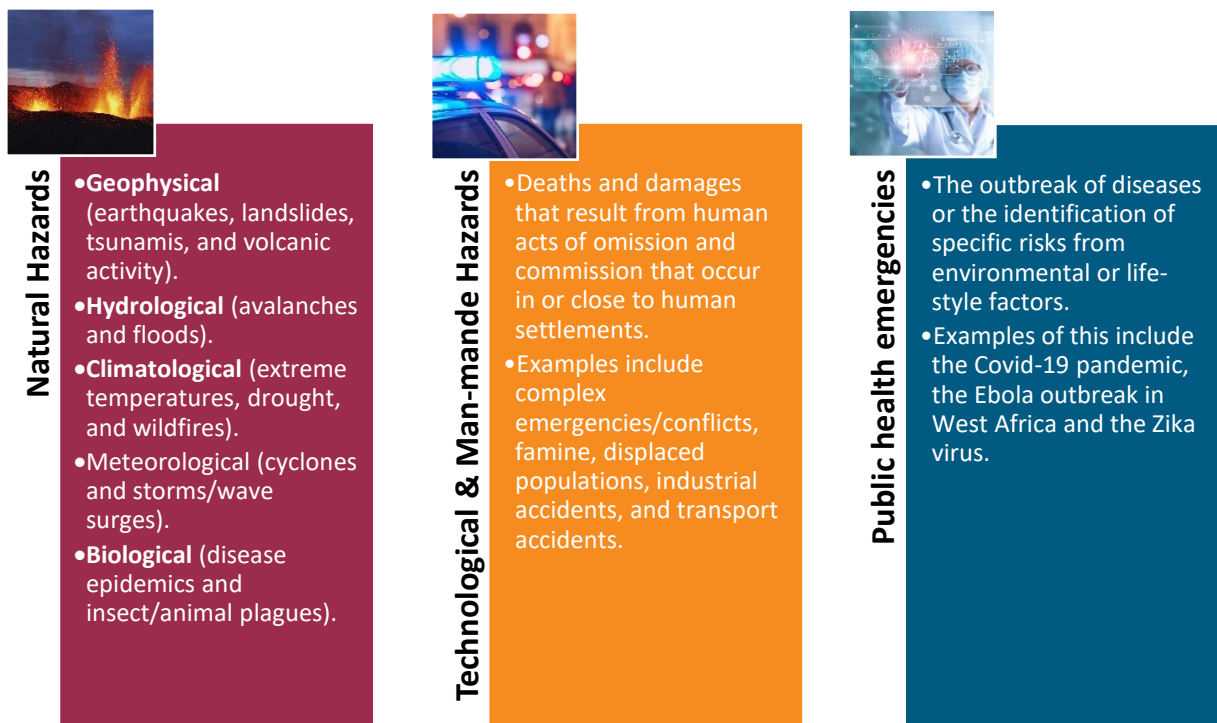 Natural Hazards
•Geophysical
(earthquakes, landslides,
tsunamis, and volcanic
activity).
•Hydrological (avalanches
and floods).
•Climatological (extreme
temperatures, drought,
and wildfires).
•Meteorological (cyclones
and storms/wave
surges).
•Biological (disease
epidemics and
insect/animal plagues).
Technological & Man-mande Hazards
•Deaths and damages
that result from human
acts of omission and
commission that occur
in or close to human
settlements.
•Examples include
complex
emergencies/conflicts,
famine, displaced
populations, industrial
accidents, and transport
accidents.
Public health emergencies
•The outbreak of diseases
or the identification of
specific risks from
environmental or life-
style factors.
•Examples of this include
the Covid-19 pandemic,
the Ebola outbreak in
West Africa and the Zika
virus.